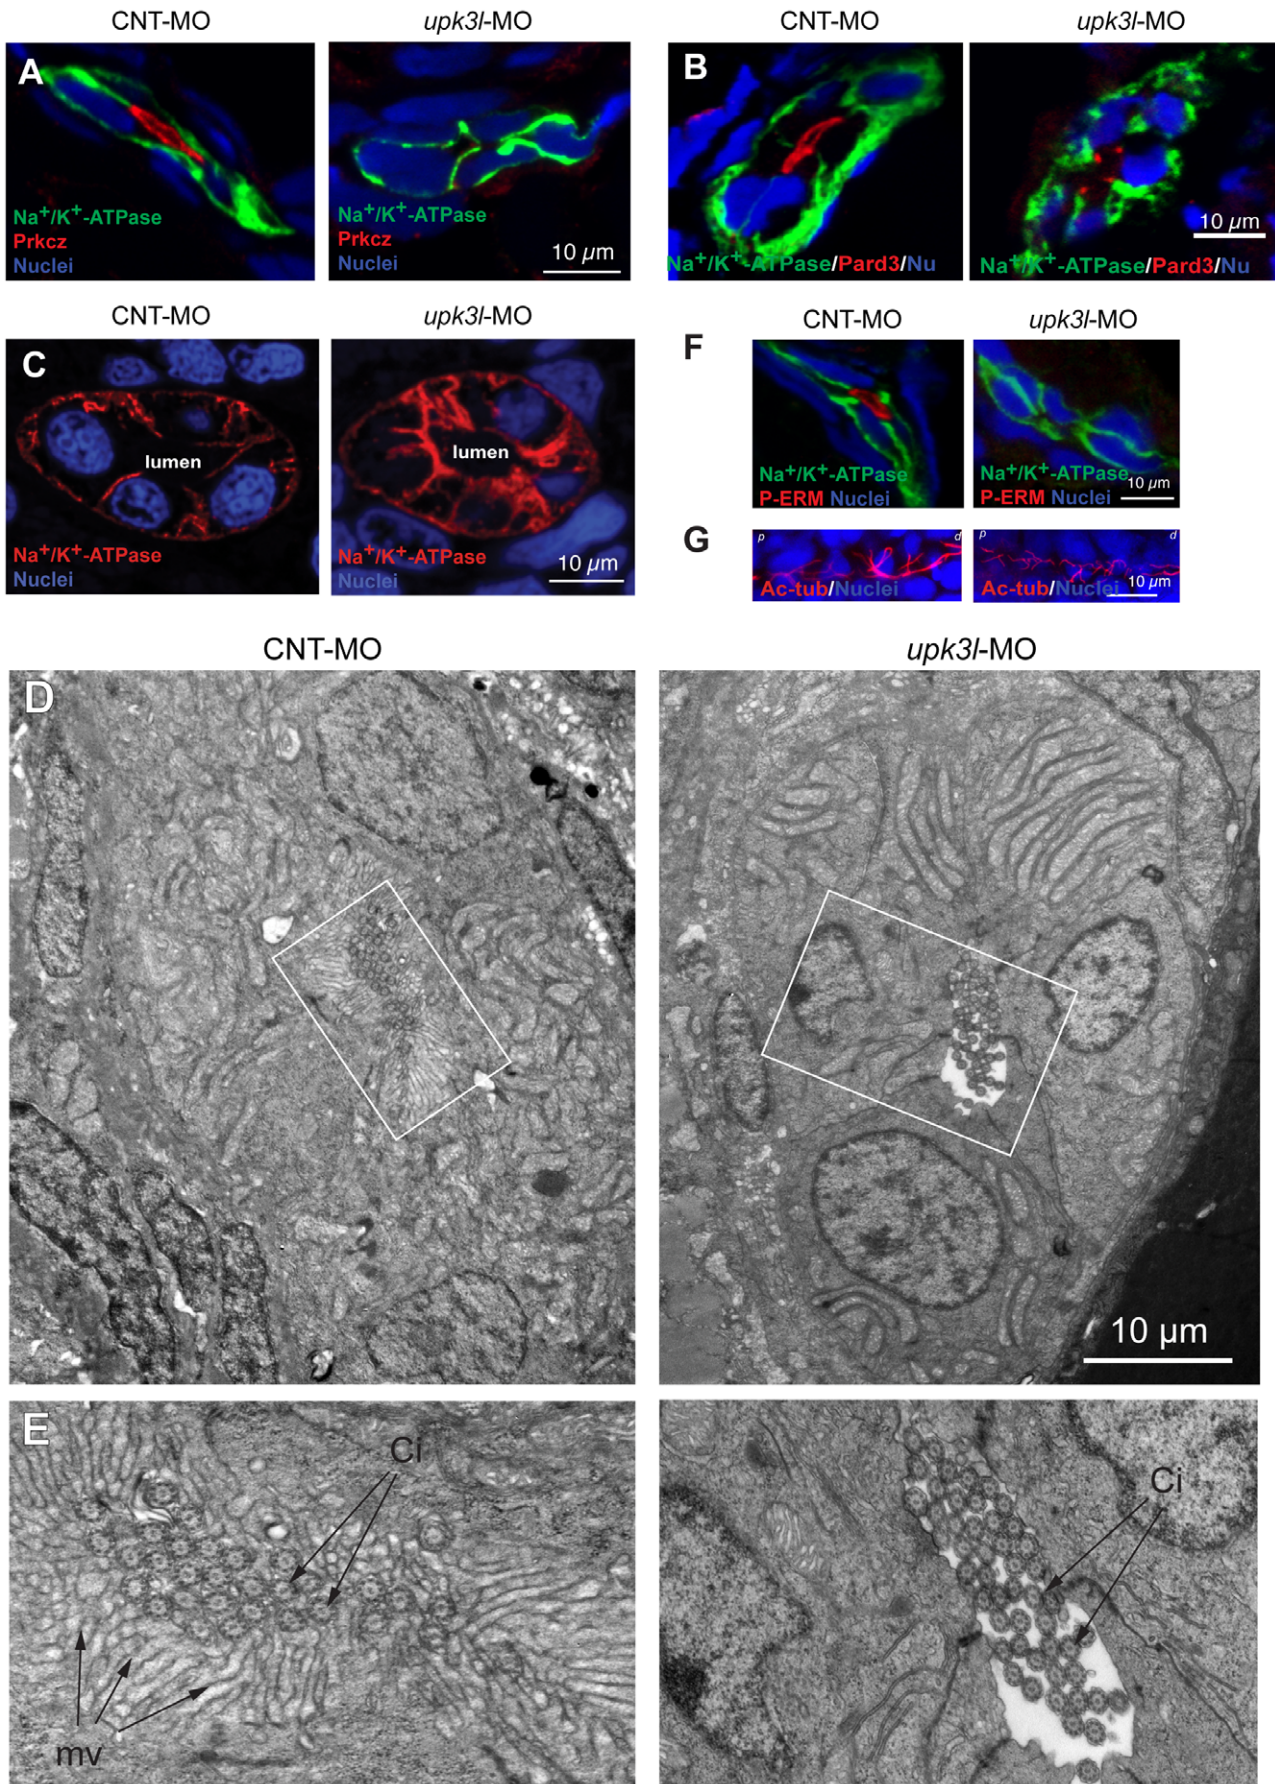 CNT-MO
upk3l-MO
CNT-MO
upk3l-MO
A
Na+/K+-ATPase
Prkcz
Nuclei
Na+/K+-ATPase
Prkcz
Nuclei
10 µm
B
Na+/K+-ATPase/Pard3/Nu
10 µm
Na+/K+-ATPase/Pard3/Nu
CNT-MO
upk3l-MO
C
lumen
Na+/K+-ATPase
Nuclei
lumen
Na+/K+-ATPase
Nuclei
10 µm
CNT-MO
upk3l-MO
F
Na+/K+-ATPase
P-ERM Nuclei
Na+/K+-ATPase
P-ERM Nuclei
10 µm
G
p
d
Ac-tub/Nuclei
p
d
Ac-tub/Nuclei
10 µm
CNT-MO
upk3l-MO
D
10 µm
E
Ci
mv
Ci